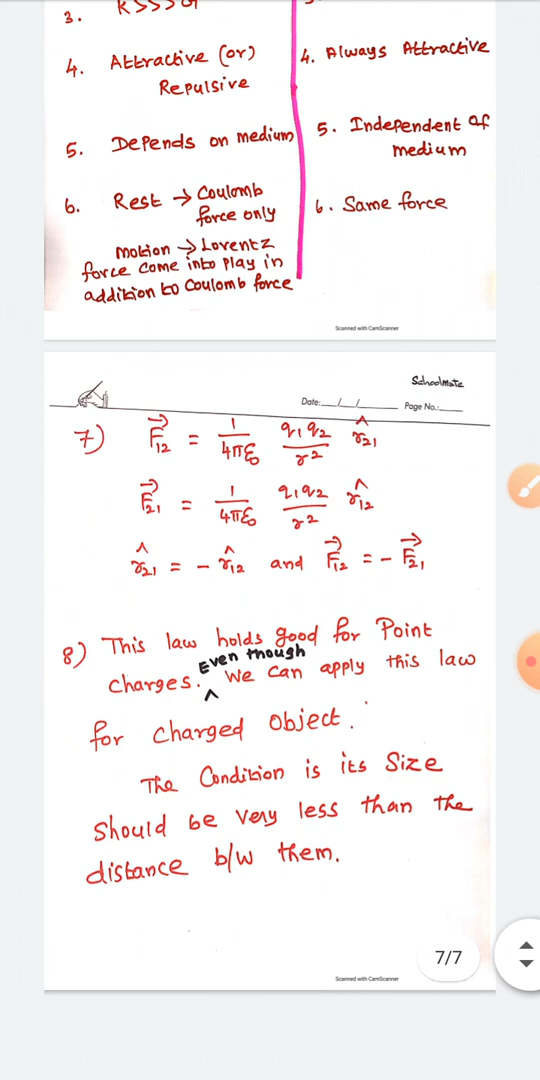 3.
4. Attractive (or)
Repulsive
4. Always Attractive
5. Depends on medium
5. Independent of
medium
6. Rest → Coulomb
force only
6. Same force
motion → Lorentz
force come into play in
addition to Coulomb force
Scanned with CamScanner
Schoolmate
Date: __/__/__ Page No.:__
7) F⃗₁₂ = 1/4πε₀ q₁q₂/r² r̂₂₁
F⃗₂₁ = 1/4πε₀ q₁q₂/r² r̂₁₂
r̂₂₁ = - r̂₁₂ and F⃗₁₂ = - F⃗₂₁
8) This law holds good for Point
charges. ^ Even though We can apply this law
for charged object.
The Condition is its Size
should be very less than the
distance b/w them.
7/7
Scanned with CamScanner